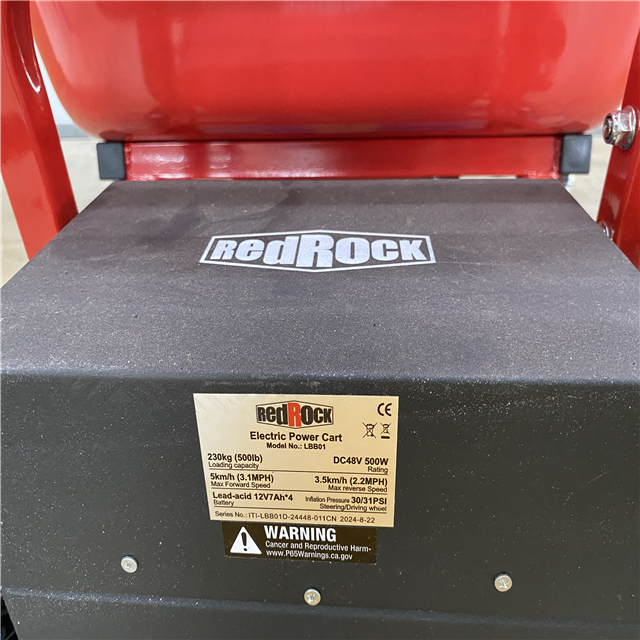 RedRock
RedRock
CE
Electric Power Cart
Model No.: LBB01
230kg (500lb) DC48V 500W
Loading capacity Rating
5km/h (3.1MPH) 3.5km/h (2.2MPH)
Max Forward Speed Max reverse Speed
Lead-acid 12V7Ah*4 Inflation Pressure 30/31PSI
Battery Steering/Driving wheel
Series No.: ITI-LBB01D-24448-011CN 2024-8-22
WARNING
Cancer and Reproductive Harm-
www.P65Warnings.ca.gov